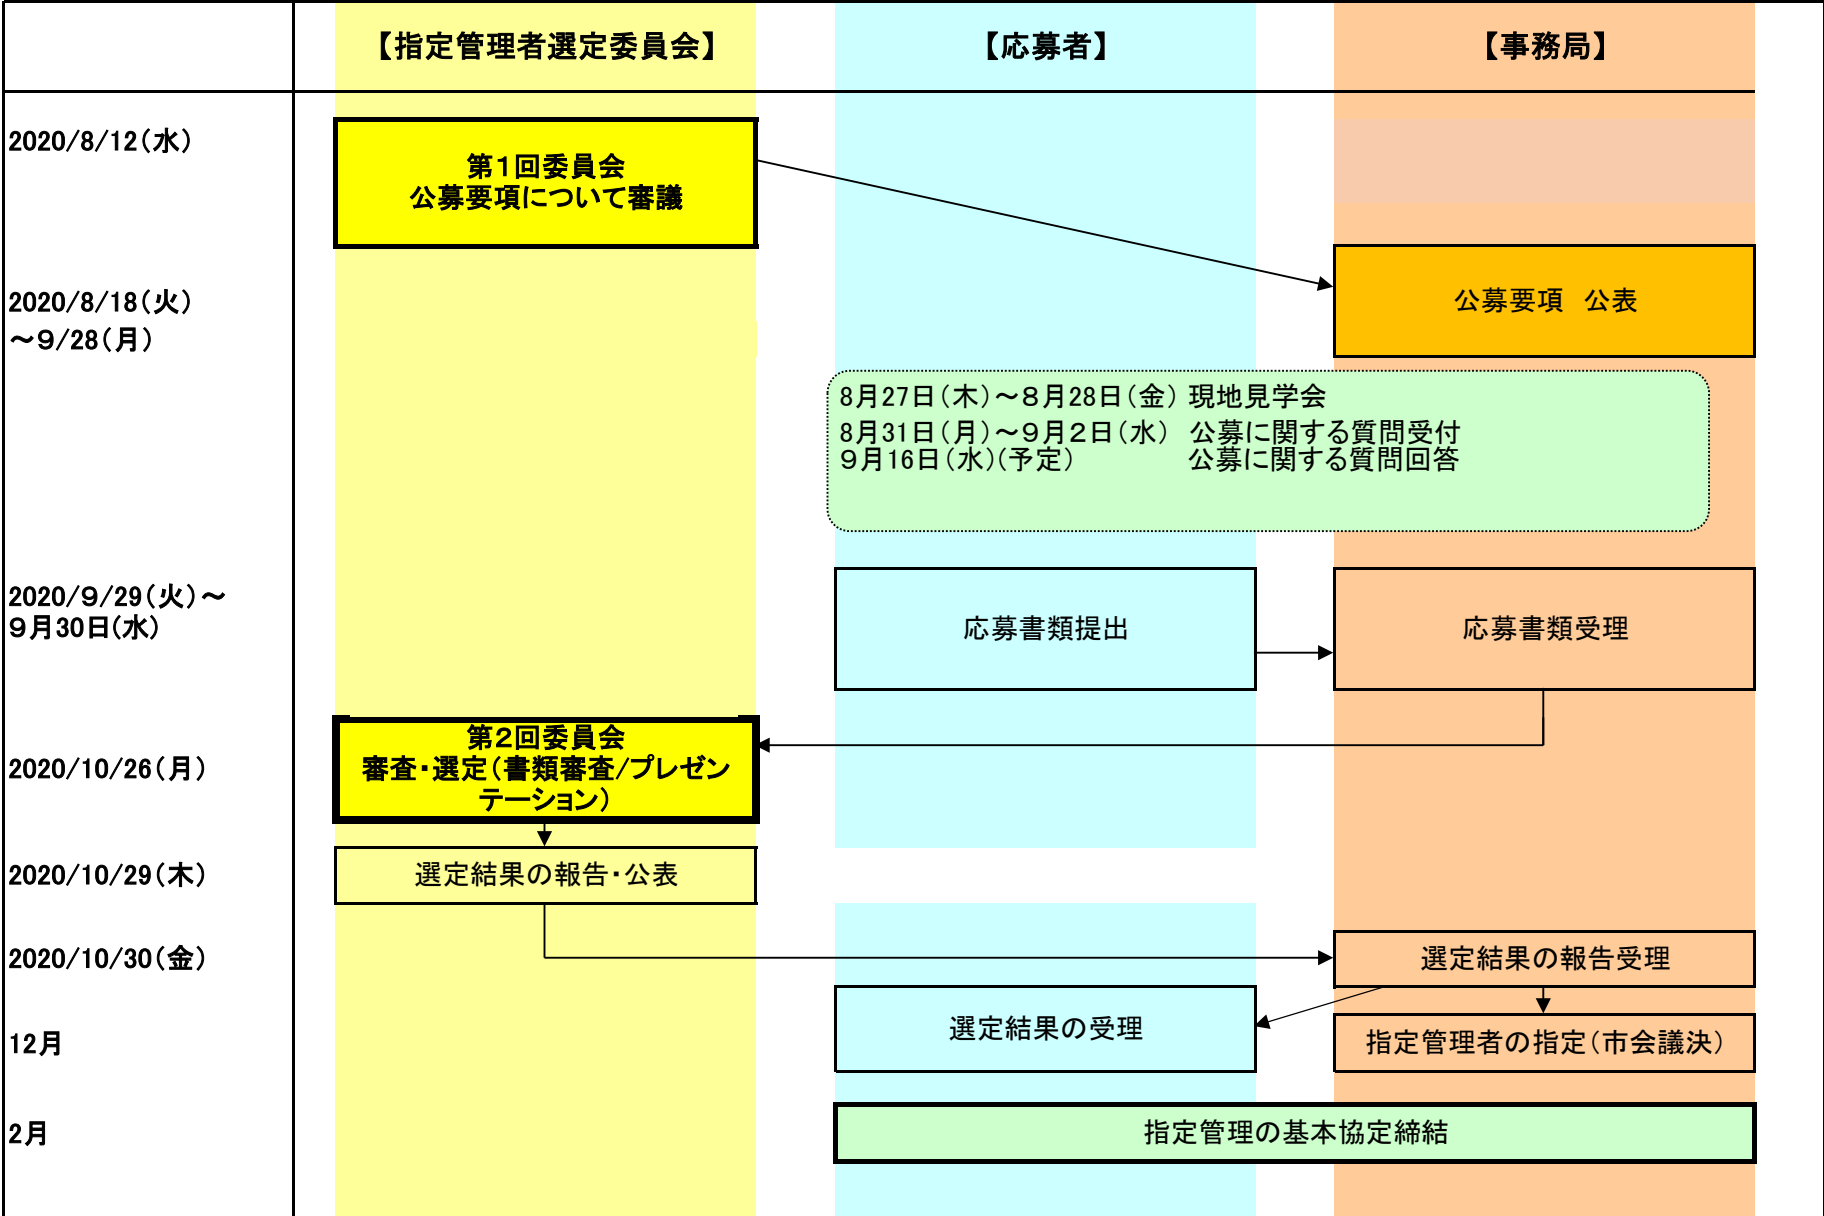 【指定管理者選定委員会】
【応募者】
【事務局】
2020/8/12(水)
第1回委員会
公募要項について審議
2020/8/18(火)
～9/28(月)
公募要項　公表
8月27日(木)～8月28日(金) 現地見学会
8月31日(月)～9月2日(水)　公募に関する質問受付
9月16日(水)(予定)　　　　公募に関する質問回答
2020/9/29(火)～
9月30日(水)
応募書類提出
応募書類受理
2020/10/26(月)
第2回委員会
審査・選定(書類審査/プレゼン
テーション)
2020/10/29(木)
選定結果の報告・公表
2020/10/30(金)
選定結果の報告受理
選定結果の受理
12月
指定管理者の指定(市会議決)
2月
指定管理の基本協定締結